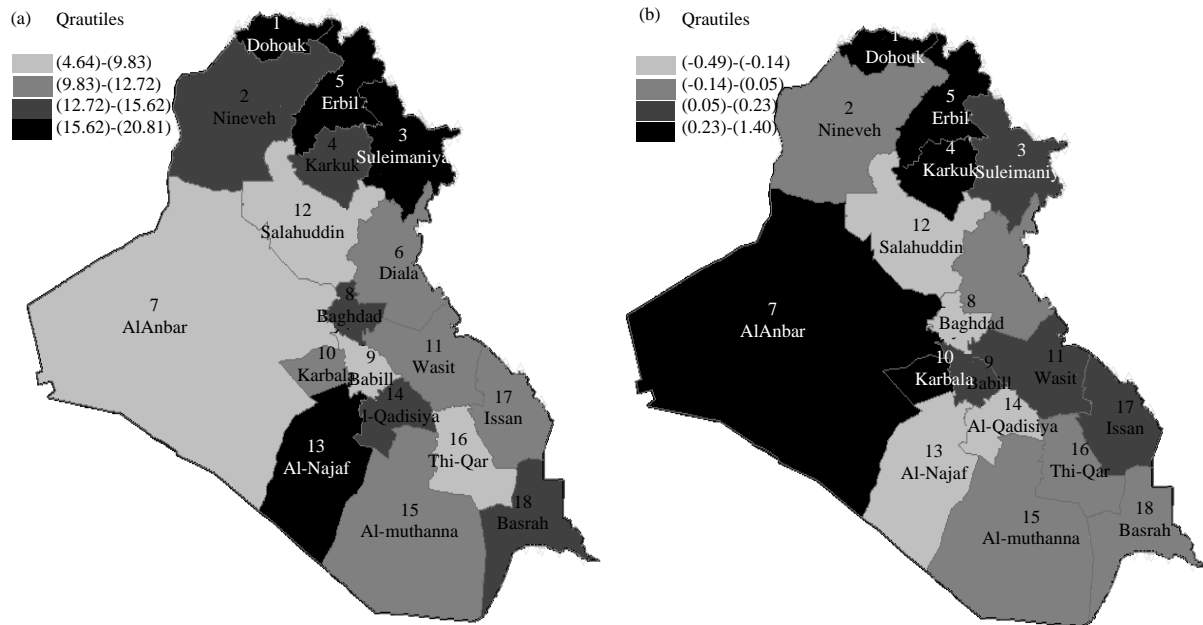 (a) Qrautiles
(4.64)-(9.83)
(9.83)-(12.72)
(12.72)-(15.62)
(15.62)-(20.81)
1
Dohouk
2
Nineveh
5
Erbil
4
Karkuk
3
Suleimaniya
12
Salahuddin
6
Diala
7
AlAnbar
8
Baghdad
10
Karbala
9
Babill
11
Wasit
14
l-Qadisiya
17
Issan
13
Al-Najaf
16
Thi-Qar
15
Al-muthanna
18
Basrah
(b) Qrautiles
(-0.49)-(-0.14)
(-0.14)-(0.05)
(0.05)-(0.23)
(0.23)-(1.40)
1
Dohouk
2
Nineveh
5
Erbil
4
Karkuk
3
Suleimaniy
12
Salahuddin
7
AlAnbar
8
Baghdad
10
Karbala
9
Babill
11
Wasit
14
Al-Qadisiya
17
Issan
13
Al-Najaf
16
Thi-Qar
15
Al-muthanna
18
Basrah